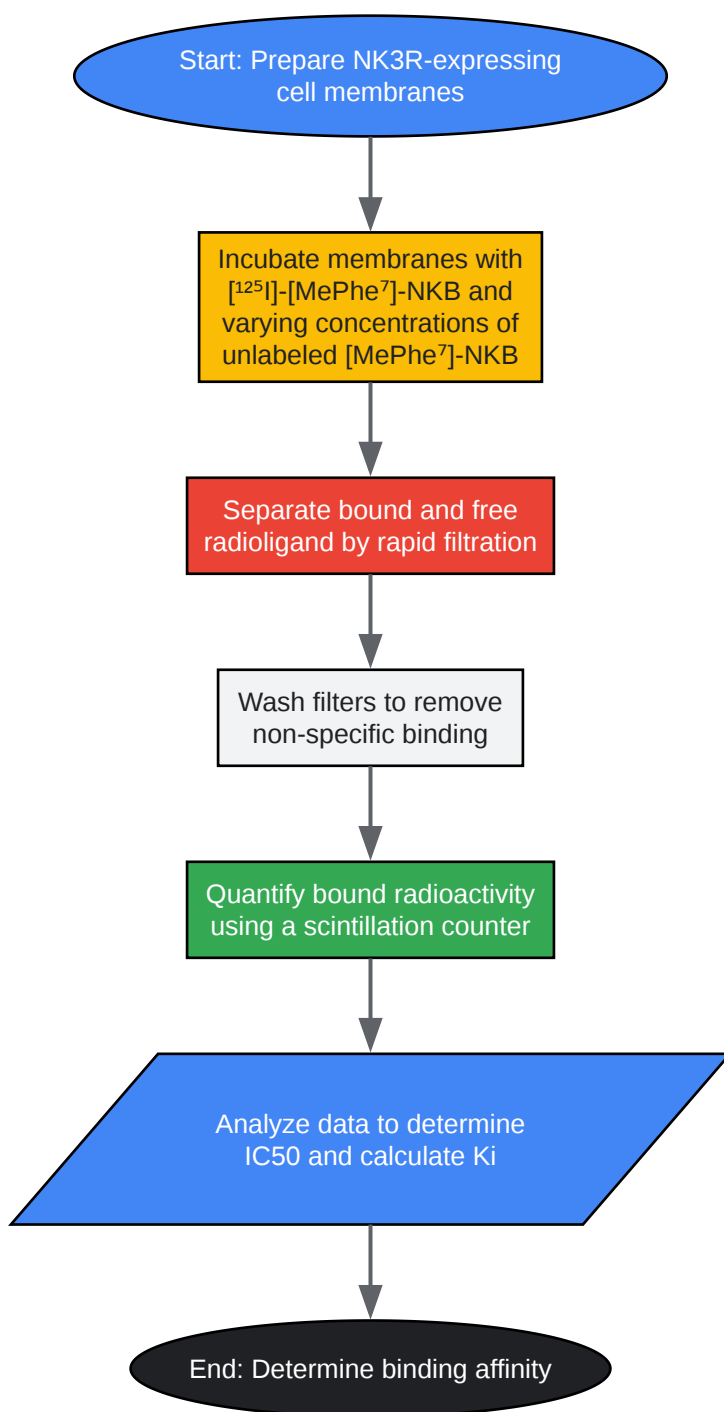 Start: Prepare NK3R-expressing
cell membranes
Incubate membranes with
[¹²⁵I]-[MePhe⁷]-NKB and
varying concentrations of
unlabeled [MePhe⁷]-NKB
Separate bound and free
radioligand by rapid filtration
Wash filters to remove
non-specific binding
Quantify bound radioactivity
using a scintillation counter
Analyze data to determine
IC50 and calculate Ki
End: Determine binding affinity